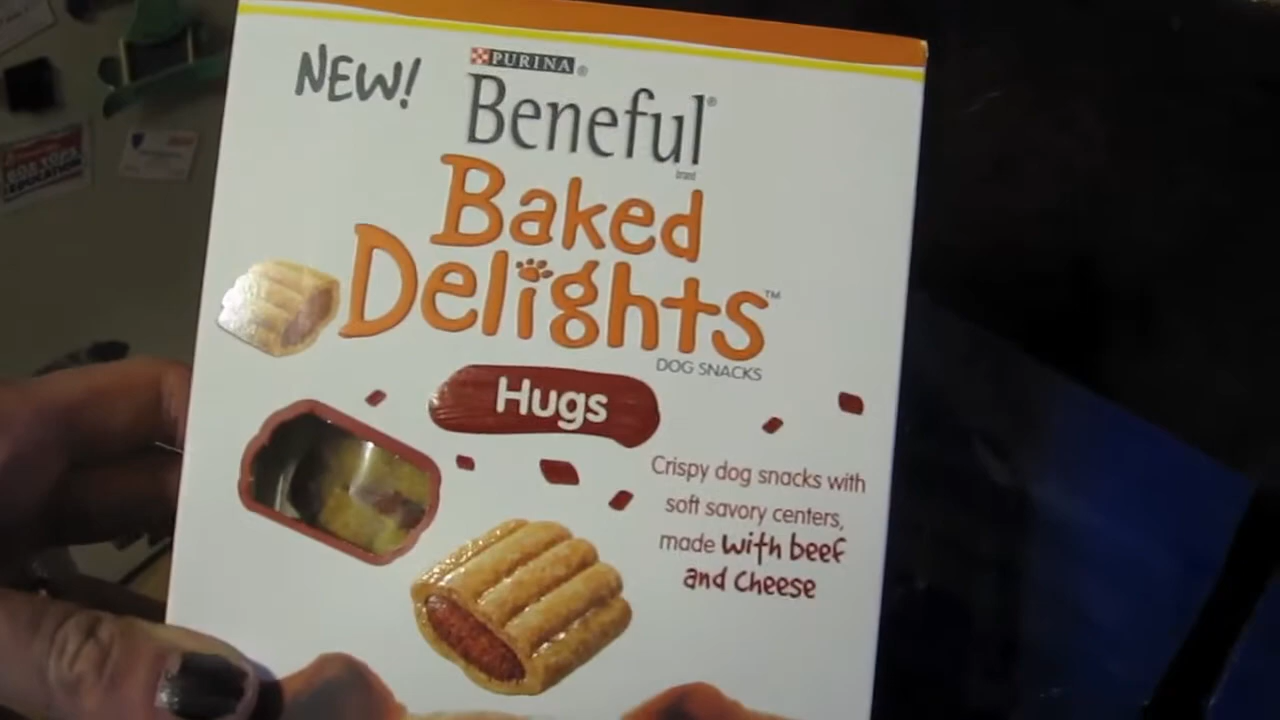 NEW!
PURINA®
Beneful®
brand
Baked
Delights™
DOG SNACKS
Hugs
Crispy dog snacks with
soft savory centers,
made with beef
and Cheese